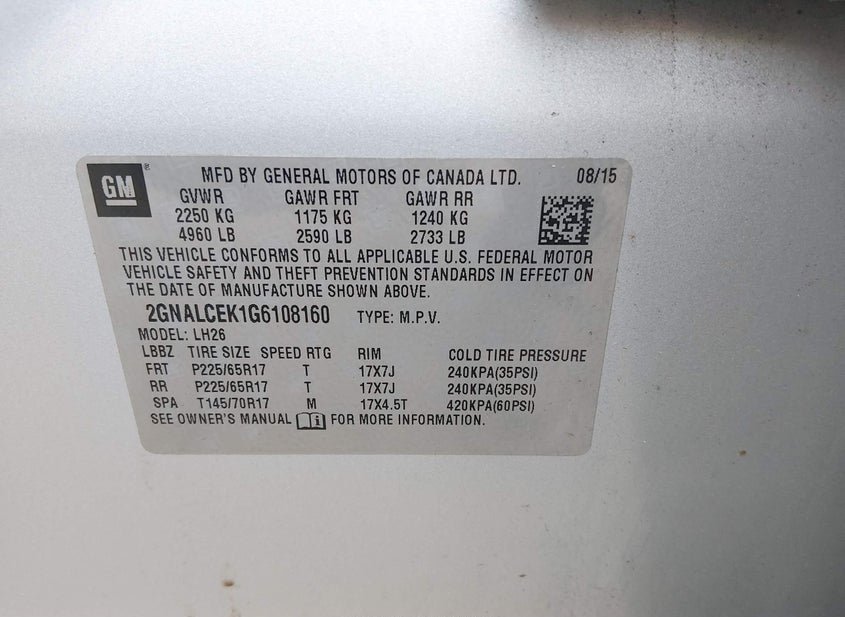 GM ® MFD BY GENERAL MOTORS OF CANADA LTD. 08/15
GVWR GAWR FRT GAWR RR
2250 KG 1175 KG 1240 KG
4960 LB 2590 LB 2733 LB
THIS VEHICLE CONFORMS TO ALL APPLICABLE U.S. FEDERAL MOTOR
VEHICLE SAFETY AND THEFT PREVENTION STANDARDS IN EFFECT ON
THE DATE OF MANUFACTURE SHOWN ABOVE.
2GNALCEK1G6108160 TYPE: M.P.V.
MODEL: LH26
LBBZ TIRE SIZE SPEED RTG RIM COLD TIRE PRESSURE
FRT P225/65R17 T 17X7J 240KPA(35PSI)
RR P225/65R17 T 17X7J 240KPA(35PSI)
SPA T145/70R17 M 17X4.5T 420KPA(60PSI)
SEE OWNER'S MANUAL i FOR MORE INFORMATION.